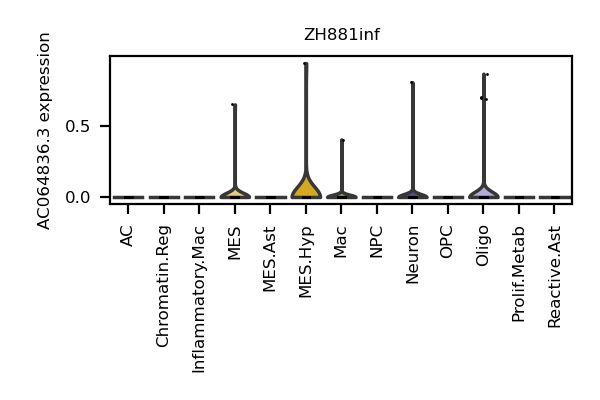 ZH881inf
AC064836.3 expression
0.5
0.0
AC
Chromatin.Reg
Inflammatory.Mac
MES
MES.Ast
MES.Hyp
Mac
NPC
Neuron
OPC
Oligo
Prolif.Metab
Reactive.Ast